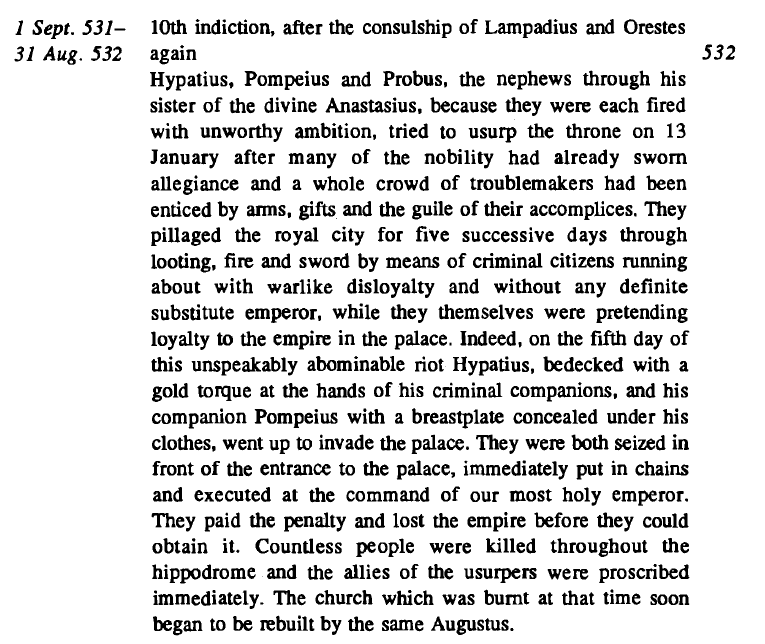 1 Sept. 531– 10th indiction, after the consulship of Lampadius and Orestes
31 Aug. 532 again 532
Hypatius, Pompeius and Probus, the nephews through his
sister of the divine Anastasius, because they were each fired
with unworthy ambition, tried to usurp the throne on 13
January after many of the nobility had already sworn
allegiance and a whole crowd of troublemakers had been
enticed by arms, gifts and the guile of their accomplices. They
pillaged the royal city for five successive days through
looting, fire and sword by means of criminal citizens running
about with warlike disloyalty and without any definite
substitute emperor, while they themselves were pretending
loyalty to the empire in the palace. Indeed, on the fifth day of
this unspeakably abominable riot Hypatius, bedecked with a
gold torque at the hands of his criminal companions, and his
companion Pompeius with a breastplate concealed under his
clothes, went up to invade the palace. They were both seized in
front of the entrance to the palace, immediately put in chains
and executed at the command of our most holy emperor.
They paid the penalty and lost the empire before they could
obtain it. Countless people were killed throughout the
hippodrome and the allies of the usurpers were proscribed
immediately. The church which was burnt at that time soon
began to be rebuilt by the same Augustus.